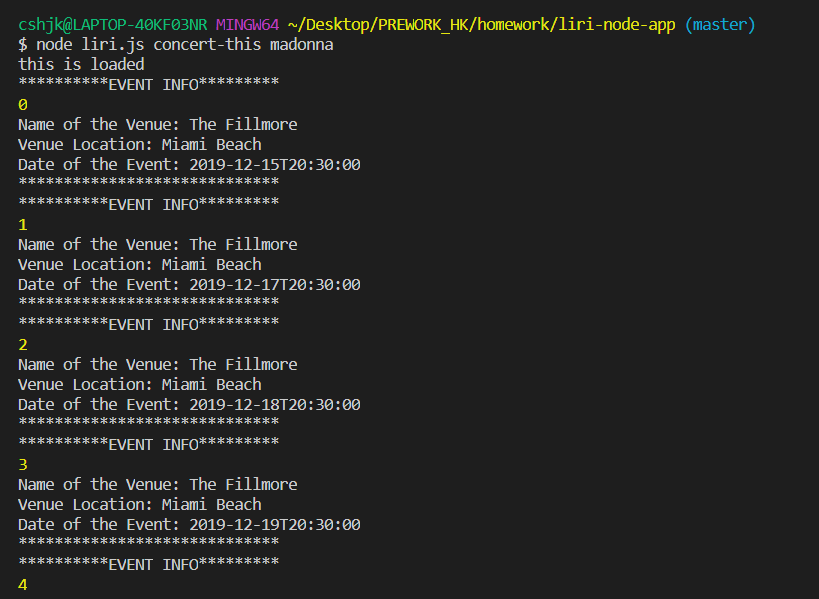 cshjk@LAPTOP-40KF03NR MINGW64 ~/Desktop/PREWORK_HK/homework/liri-node-app (master)
$ node liri.js concert-this madonna
this is loaded
**********EVENT INFO*********
0
Name of the Venue: The Fillmore
Venue Location: Miami Beach
Date of the Event: 2019-12-15T20:30:00
*****************************
**********EVENT INFO*********
1
Name of the Venue: The Fillmore
Venue Location: Miami Beach
Date of the Event: 2019-12-17T20:30:00
*****************************
**********EVENT INFO*********
2
Name of the Venue: The Fillmore
Venue Location: Miami Beach
Date of the Event: 2019-12-18T20:30:00
*****************************
**********EVENT INFO*********
3
Name of the Venue: The Fillmore
Venue Location: Miami Beach
Date of the Event: 2019-12-19T20:30:00
*****************************
**********EVENT INFO*********
4